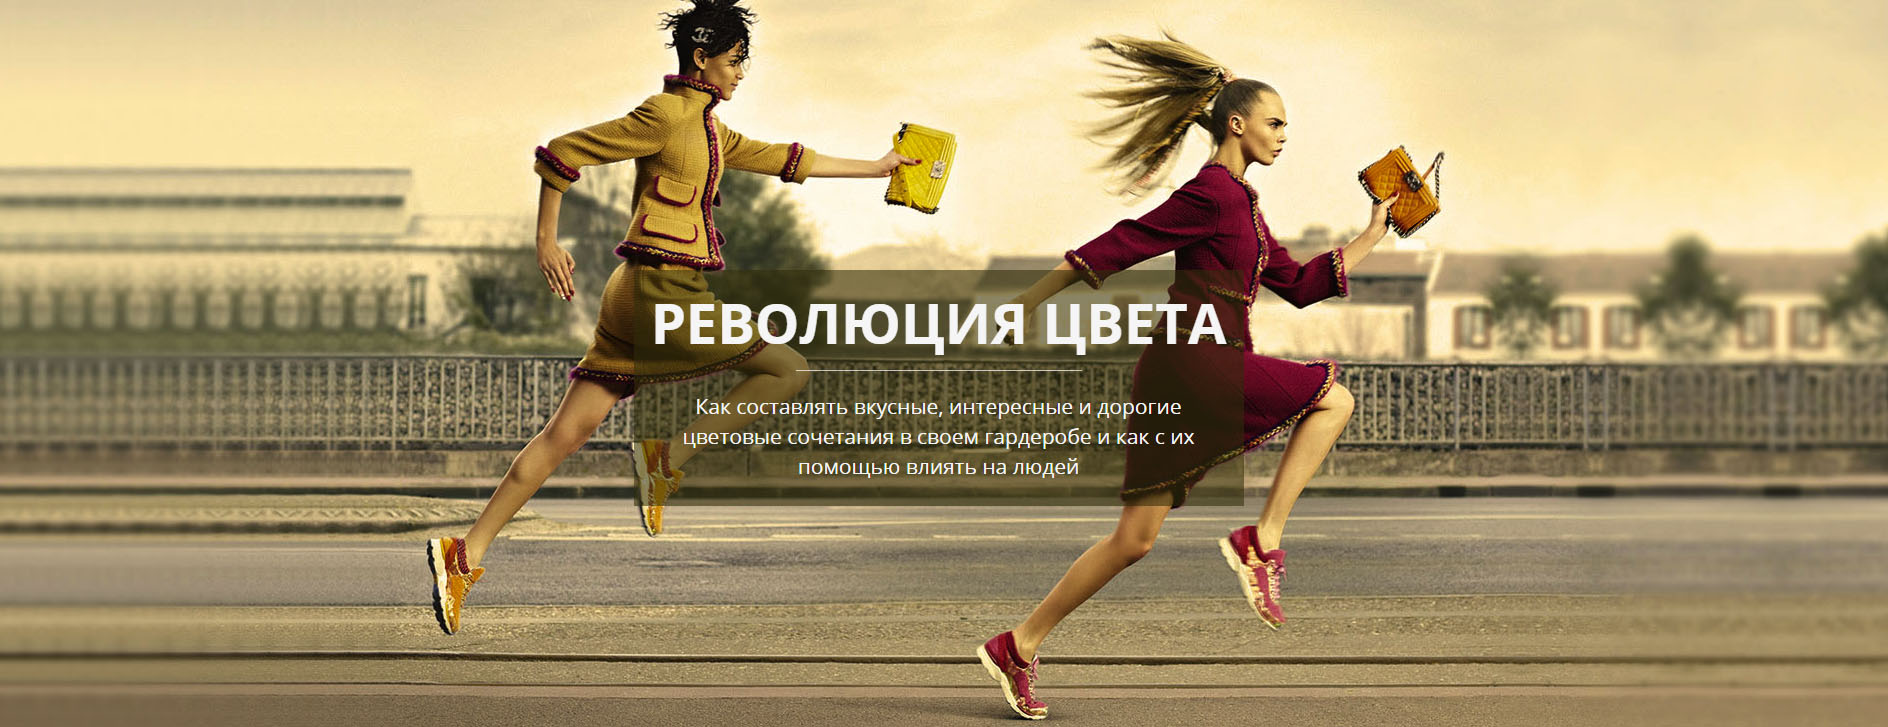 РЕВОЛЮЦИЯ ЦВЕТА
Как составлять вкусные, интересные и дорогие
цветовые сочетания в своем гардеробе и как с их
помощью влиять на людей